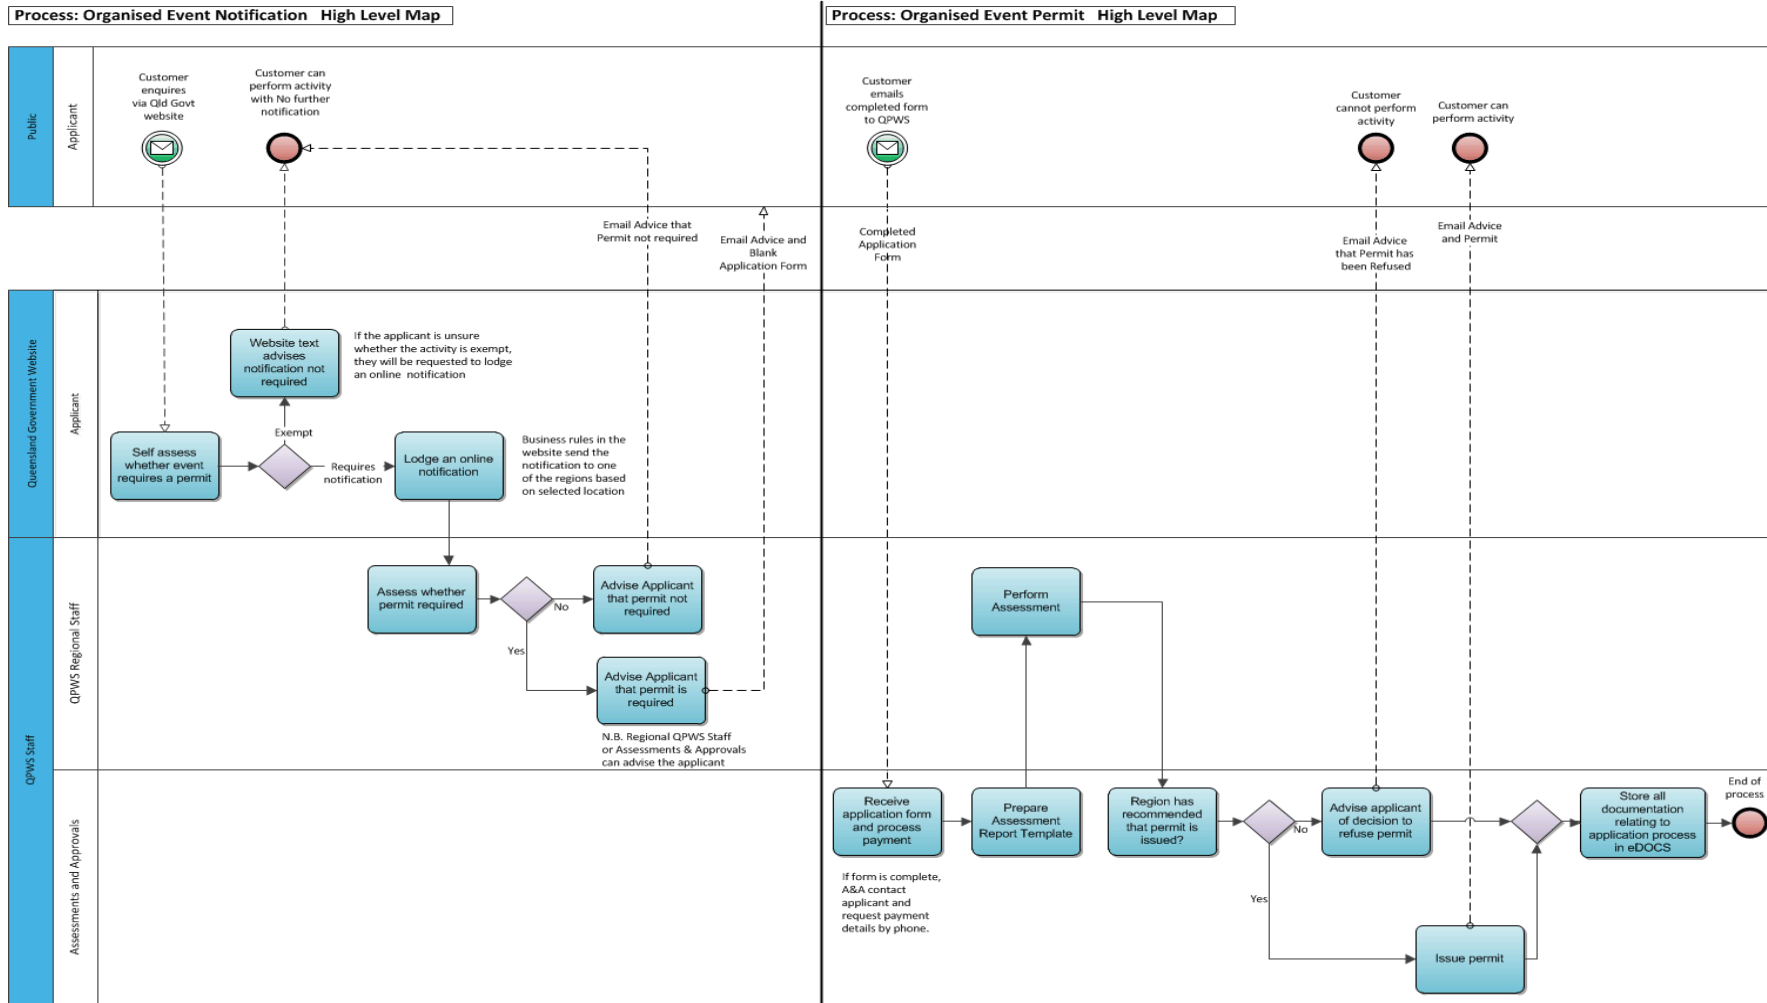 Process: Organised Event Notification   High Level Map
Process: Organised Event Permit   High Level Map
Public
Applicant
Customer
enquires
via Qld Govt
website
Customer can
perform activity
with No further
notification
Customer
emails
completed form
to QPWS
Customer
cannot perform
activity
Customer can
perform activity
Email Advice that
Permit not required
Email Advice and
Blank
Application Form
Completed
Application
Form
Email Advice
that Permit has
been Refused
Email Advice
and Permit
Queensland Government Website
Applicant
Website text
advises
notification not
required
If the applicant is unsure
whether the activity is exempt,
they will be requested to lodge
an online  notification
Exempt
Self assess
whether event
requires a permit
Requires
notification
Lodge an online
notification
Business rules in the
website send the
notification to one
of the regions based
on selected location
QPWS Staff
QPWS Regional Staff
Assess whether
permit required
No
Yes
Advise Applicant
that permit not
required
Advise Applicant
that permit is
required
N.B. Regional QPWS Staff
or Assessments & Approvals
can advise the applicant
Perform
Assessment
Assessments and Approvals
Receive
application form
and process
payment
If form is complete,
A&A contact
applicant and
request payment
details by phone.
Prepare
Assessment
Report Template
Region has
recommended
that permit is
issued?
No
Yes
Advise applicant
of decision to
refuse permit
Issue permit
Store all
documentation
relating to
application process
in eDOCS
End of
process